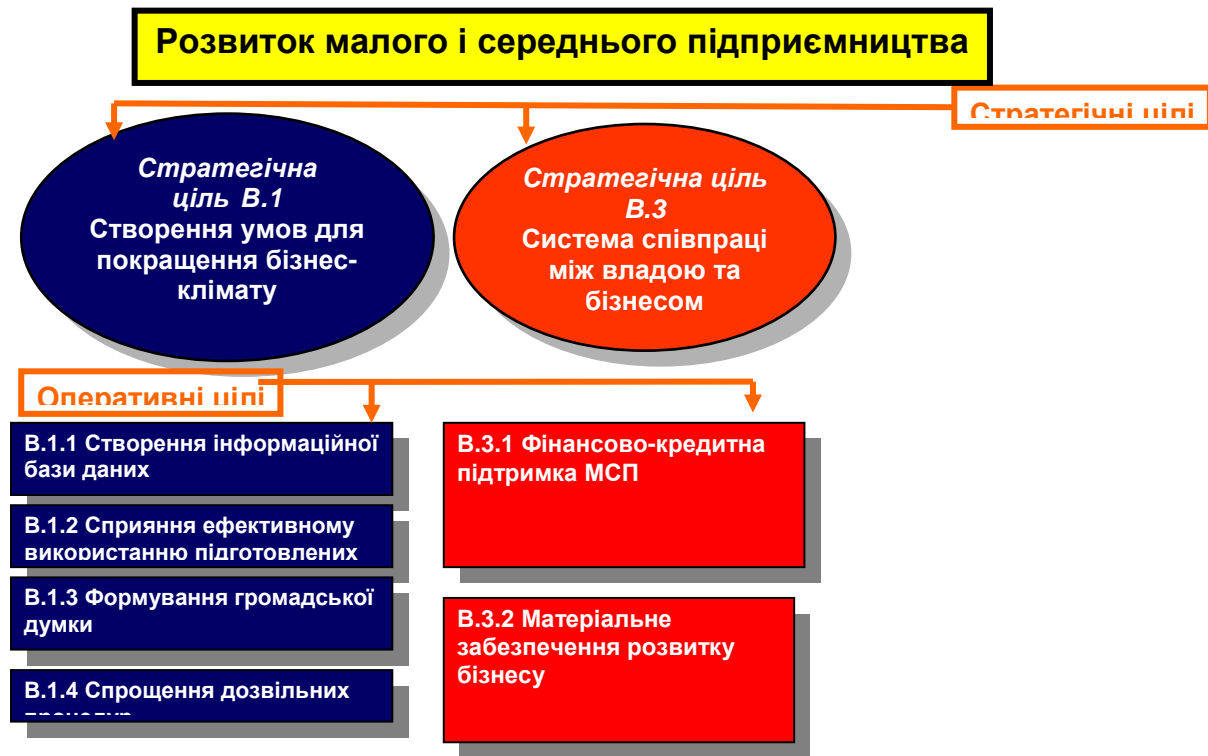 Розвиток малого і середнього підприємництва
Стратегічні цілі
Стратегічна
ціль В.1
Створення умов для
покращення бізнес-
клімату
Стратегічна ціль
В.3
Система співпраці
між владою та
бізнесом
Оперативні цілі
В.1.1 Створення інформаційної
бази даних
В.1.2 Сприяння ефективному
використанню підготовлених
В.1.3 Формування громадської
думки
В.1.4 Спрощення дозвільних
процедур
В.3.1 Фінансово-кредитна
підтримка МСП
В.3.2 Матеріальне
забезпечення розвитку
бізнесу